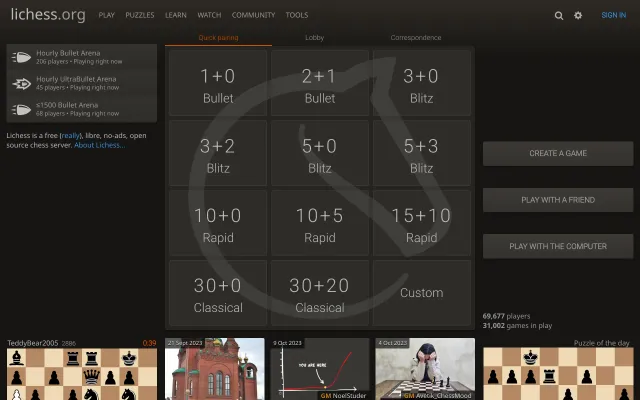 lichess.org PLAY PUZZLES LEARN WATCH COMMUNITY TOOLS SIGN IN
Quick pairing Lobby Correspondence
Hourly Bullet Arena
206 players • Playing right now
Hourly UltraBullet Arena
45 players • Playing right now
≤1500 Bullet Arena
68 players • Playing right now
Lichess is a free (really), libre, no-ads, open
source chess server. About Lichess...
1+0
Bullet
2+1
Bullet
3+0
Blitz
3+2
Blitz
5+0
Blitz
5+3
Blitz
10+0
Rapid
10+5
Rapid
15+10
Rapid
30+0
Classical
30+20
Classical
Custom
CREATE A GAME
PLAY WITH A FRIEND
PLAY WITH THE COMPUTER
69,677 players
31,002 games in play
TeddyBear2005 2886 0:39
21 Sept 2023
9 Oct 2023
YOU ARE HERE
GM NoelStuder
4 Oct 2023
GM Avetik_ChessMood
Puzzle of the day